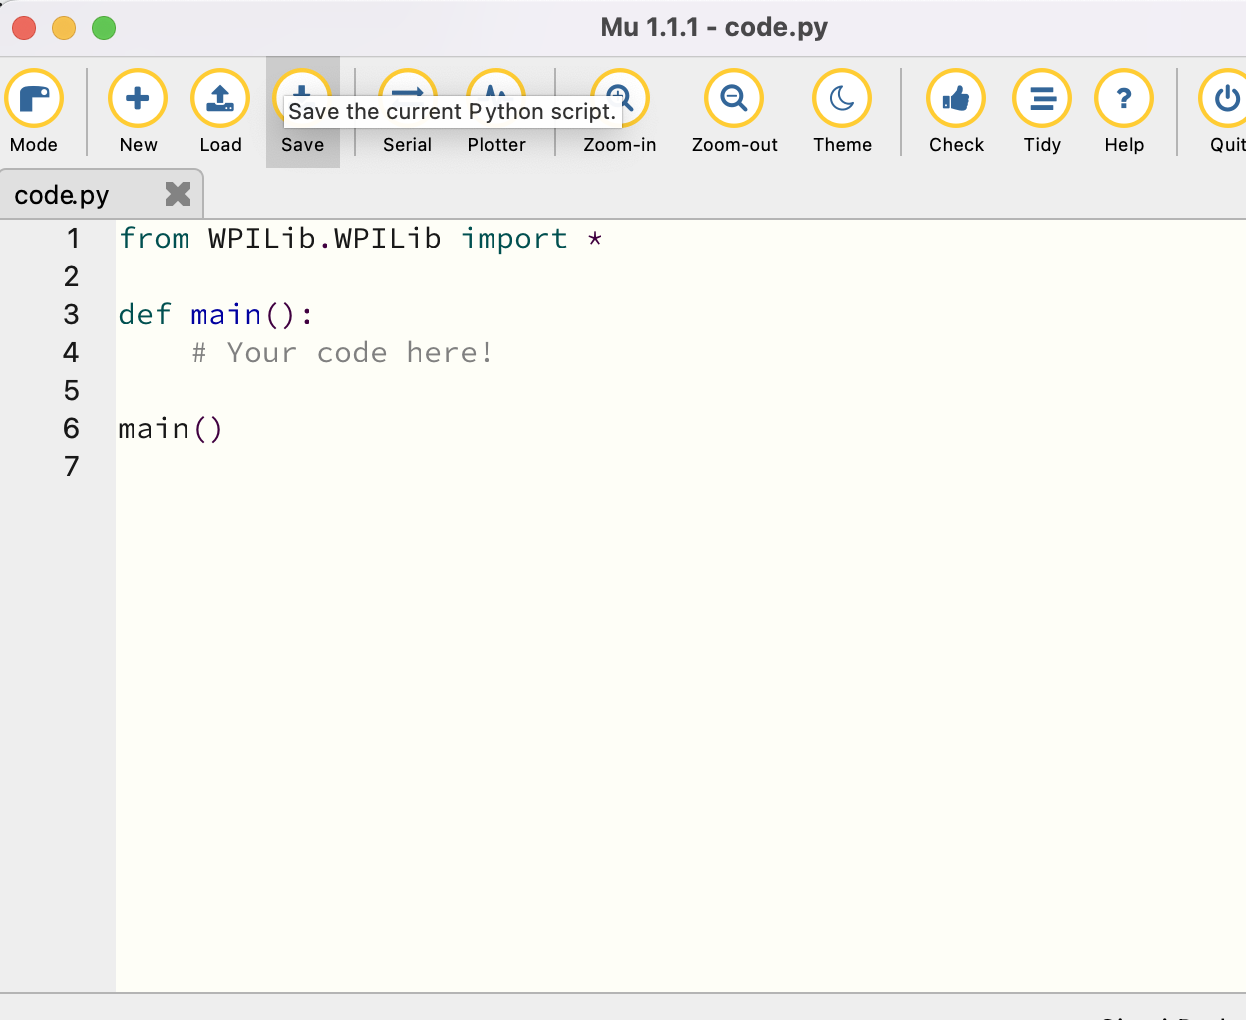 Mu 1.1.1 - code.py
Mode New Load Save Serial Plotter Zoom-in Zoom-out Theme Check Tidy Help Quit
Save the current Python script.
code.py
1 from WPILib.WPILib import *
2
3 def main():
4     # Your code here!
5
6 main()
7